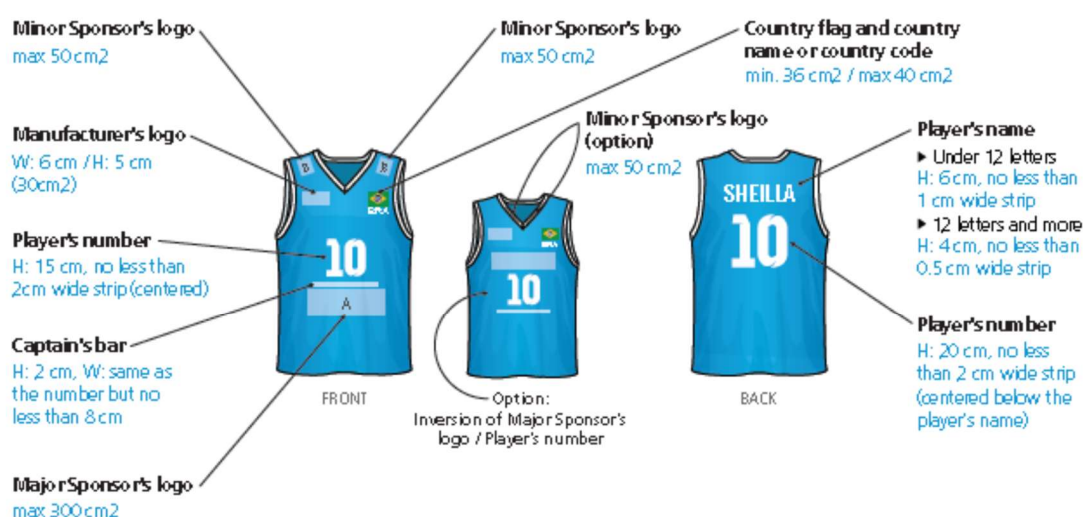 Minor Sponsor's logo
max 50 cm2
Minor Sponsor's logo
max 50 cm2
Country flag and country
name or country code
min. 36 cm2 / max 40 cm2
Manufacturer's logo
W: 6 cm / H: 5 cm
(30cm2)
Minor Sponsor's logo
(option)
max 50 cm2
Player's name
▸ Under 12 letters
H: 6 cm, no less than
1 cm wide strip
▸ 12 letters and more
H: 4 cm, no less than
0.5 cm wide strip
Player's number
H: 15 cm, no less than
2cm wide strip (centered)
Captain's bar
H: 2 cm, W: same as
the number but no
less than 8 cm
Major Sponsor's logo
max 300 cm2
B
B
BRA
10
A
FRONT
BRA
10
Option:
Inversion of Major Sponsor's
logo / Player's number
SHEILLA
10
BACK
Player's number
H: 20 cm, no less
than 2 cm wide strip
(centered below the
player's name)